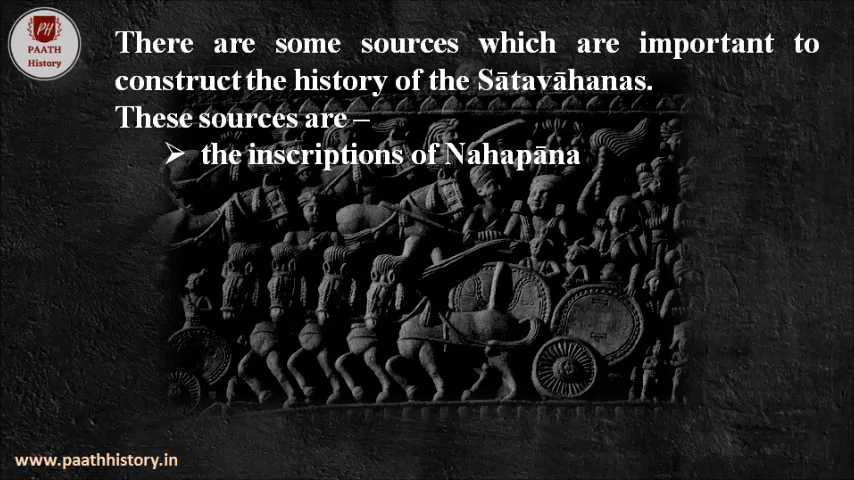 PH
PAATH
History
There are some sources which are important to
construct the history of the Sātavāhanas.
These sources are –
➢ the inscriptions of Nahapāna
www.paathhistory.in